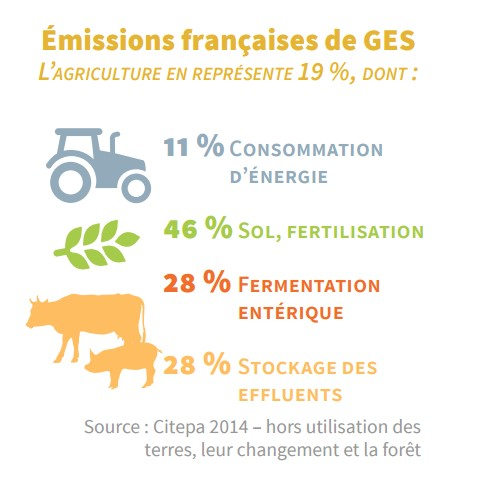 Émissions françaises de GES
L'agriculture en représente 19 %, dont :
11 % Consommation
d'énergie
46 % Sol, fertilisation
28 % Fermentation
entérique
28 % Stockage des
effluents
Source : Citepa 2014 – hors utilisation des
terres, leur changement et la forêt